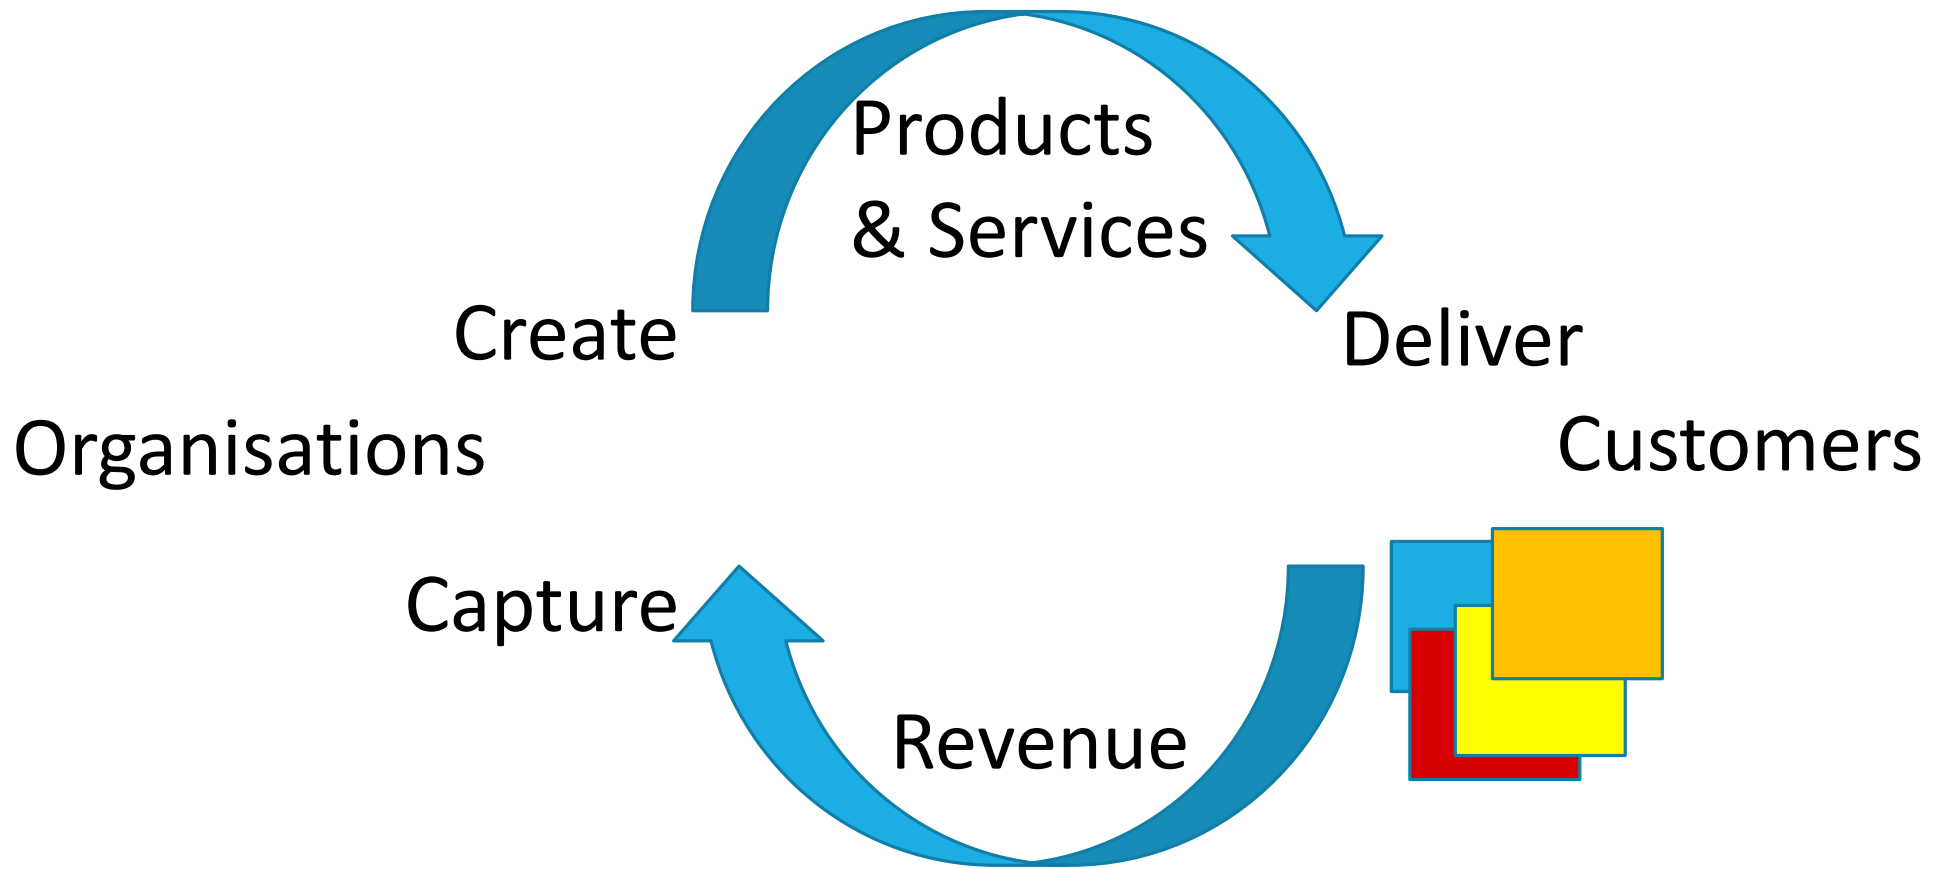 Products
& Services
Create
Deliver
Organisations
Customers
Capture
Revenue